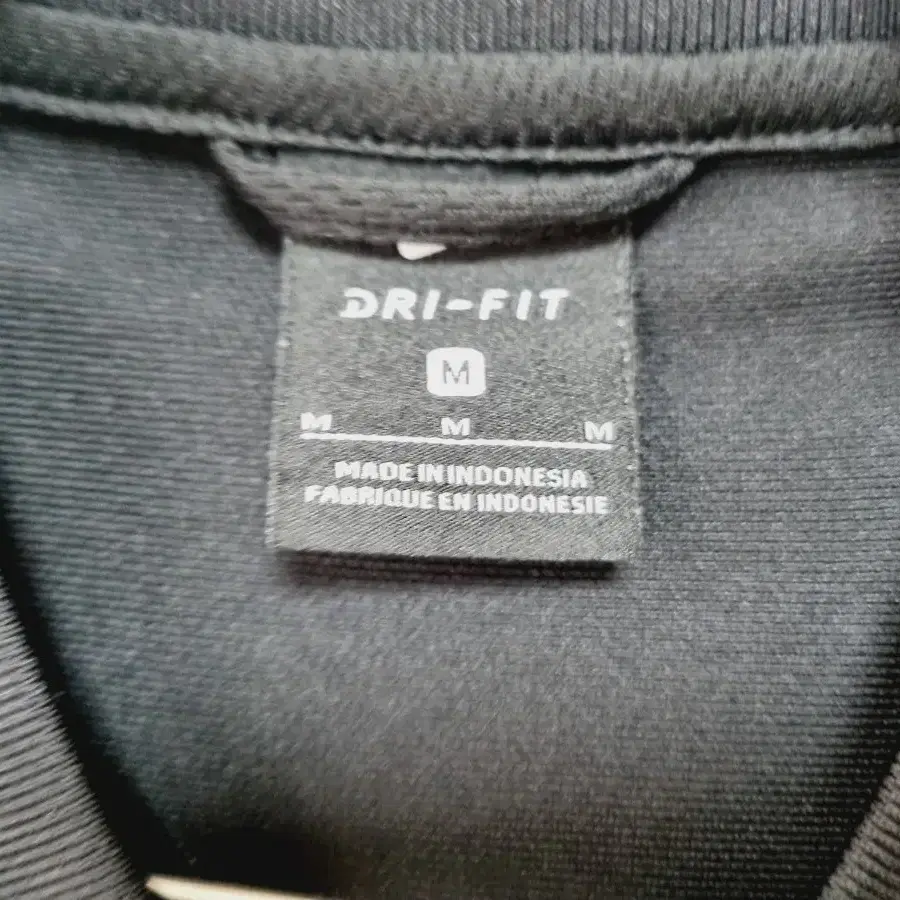 DRI-FIT
M
M M M
MADE IN INDONESIA
FABRIQUE EN INDONESIE